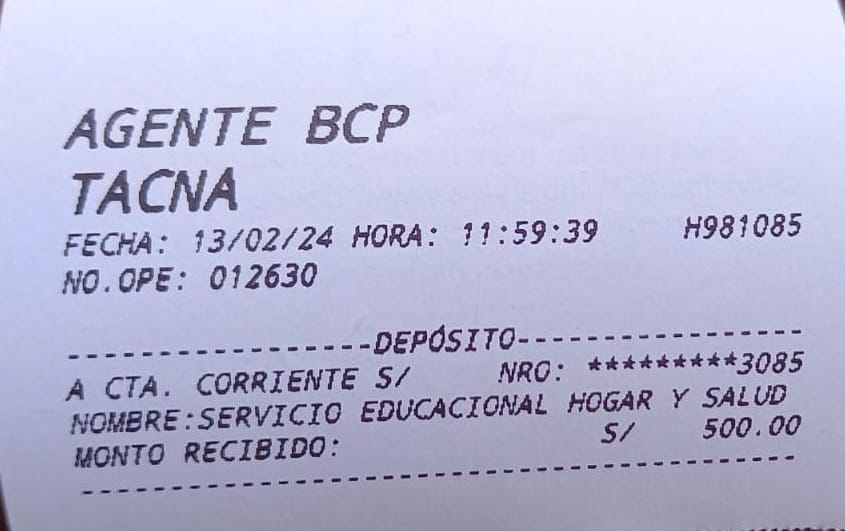 AGENTE BCP
TACNA
FECHA: 13/02/24 HORA: 11:59:39 H981085
NO.OPE: 012630
------------------DEPÓSITO------------------
A CTA. CORRIENTE S/ NRO: *********3085
NOMBRE:SERVICIO EDUCACIONAL HOGAR Y SALUD
MONTO RECIBIDO: S/ 500.00
--------------------------------------------